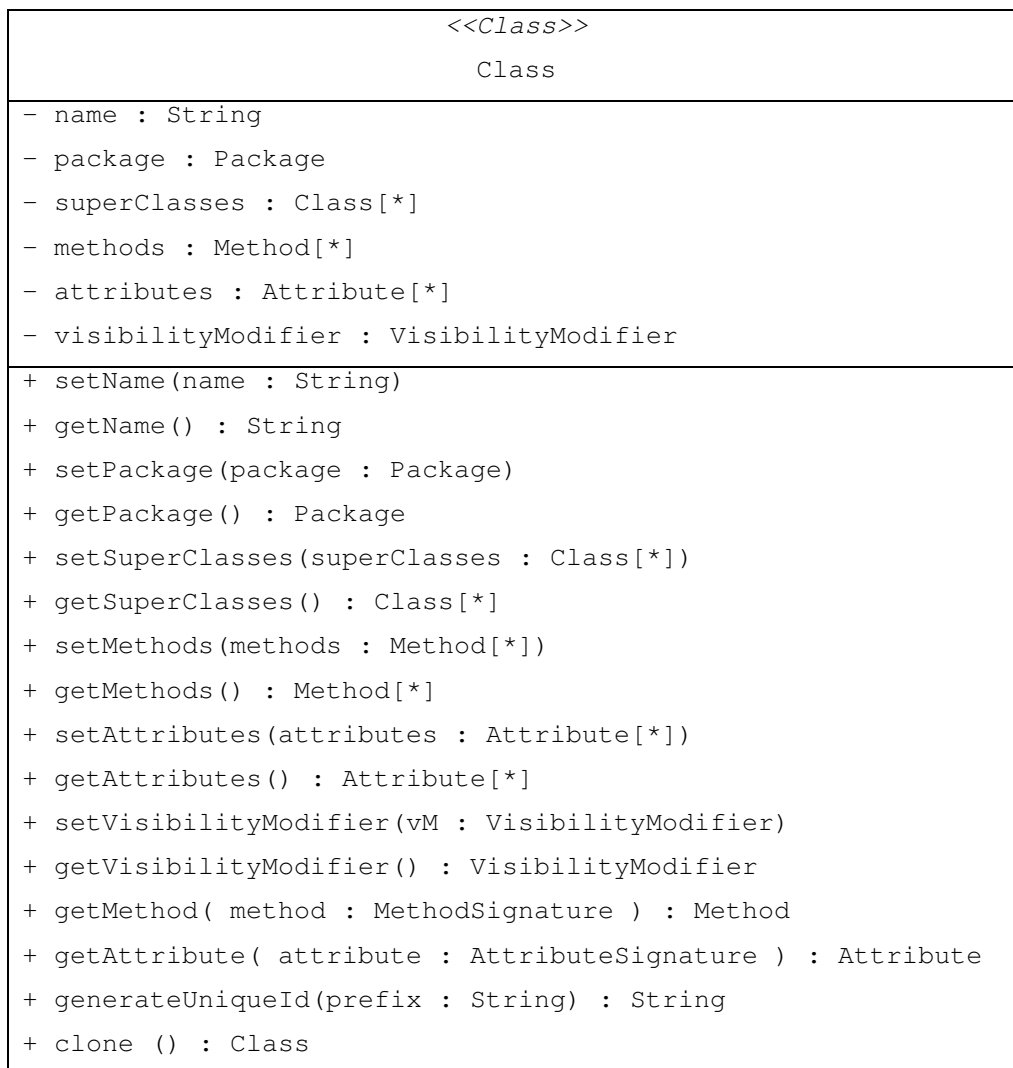 <<Class>>
Class
- name : String
- package : Package
- superClasses : Class[*]
- methods : Method[*]
- attributes : Attribute[*]
- visibilityModifier : VisibilityModifier
+ setName(name : String)
+ getName() : String
+ setPackage(package : Package)
+ getPackage() : Package
+ setSuperClasses(superClasses : Class[*])
+ getSuperClasses() : Class[*]
+ setMethods(methods : Method[*])
+ getMethods() : Method[*]
+ setAttributes(attributes : Attribute[*])
+ getAttributes() : Attribute[*]
+ setVisibilityModifier(vM : VisibilityModifier)
+ getVisibilityModifier() : VisibilityModifier
+ getMethod( method : MethodSignature ) : Method
+ getAttribute( attribute : AttributeSignature ) : Attribute
+ generateUniqueId(prefix : String) : String
+ clone () : Class